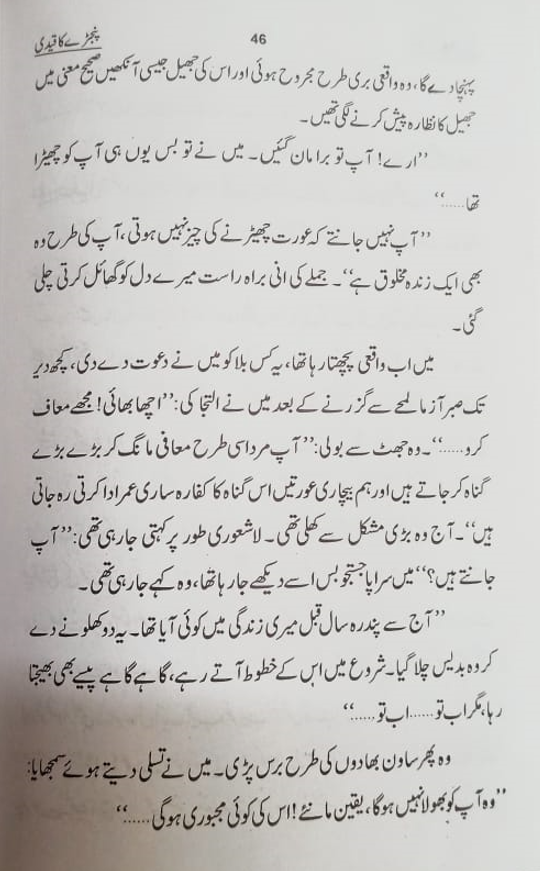 46
پنجرے کا قیدی
پہنچا دے گا، وہ واقعی بری طرح مجروح ہوئی اور اس کی جھیل جیسی آنکھیں صحیح معنی میں
جھیل کا نظارہ پیش کرنے لگی تھیں۔
’’ارے! آپ تو برا مان گئیں۔ میں نے تو بس یوں ہی آپ کو چھیڑا
تھا.....‘‘
’’آپ نہیں جانتے کہ عورت چھیڑنے کی چیز نہیں ہوتی، آپ کی طرح وہ
بھی ایک زندہ مخلوق ہے‘‘۔ جملے کی انی براہ راست میرے دل کو گھائل کرتی چلی
گئی۔
میں اب واقعی پچھتا رہا تھا، یہ کس بلا کو میں نے دعوت دے دی، کچھ دیر
تک صبر آزما لمحے سے گزرنے کے بعد میں نے التجا کی: ’’اچھا بھائی! مجھے معاف
کرو.....‘‘۔ وہ جھٹ سے بولی: ’’آپ مرد اسی طرح معافی مانگ کر بڑے بڑے
گناہ کر جاتے ہیں اور ہم بیچاری عورتیں اس گناہ کا کفارہ ساری عمر ادا کرتی رہ جاتی
ہیں‘‘۔ آج وہ بڑی مشکل سے کھلی تھی۔ لاشعوری طور پر کہتی جا رہی تھی: ’’آپ
جانتے ہیں؟‘‘ میں سراپا جستجو بس اسے دیکھے جا رہا تھا، وہ کہے جا رہی تھی۔
’’آج سے پندرہ سال قبل میری زندگی میں کوئی آیا تھا۔ یہ دو کھلونے دے
کر وہ بدیس چلا گیا۔ شروع میں اس کے خطوط آتے رہے، گاہے گاہے پیسے بھی بھیجتا
رہا، مگر اب تو......اب تو.....‘‘
وہ پھر ساون بھادوں کی طرح برس پڑی۔ میں نے تسلی دیتے ہوئے سمجھایا:
’’وہ آپ کو بھولا نہیں ہوگا، یقین مانئے! اس کی کوئی مجبوری ہوگی......‘‘